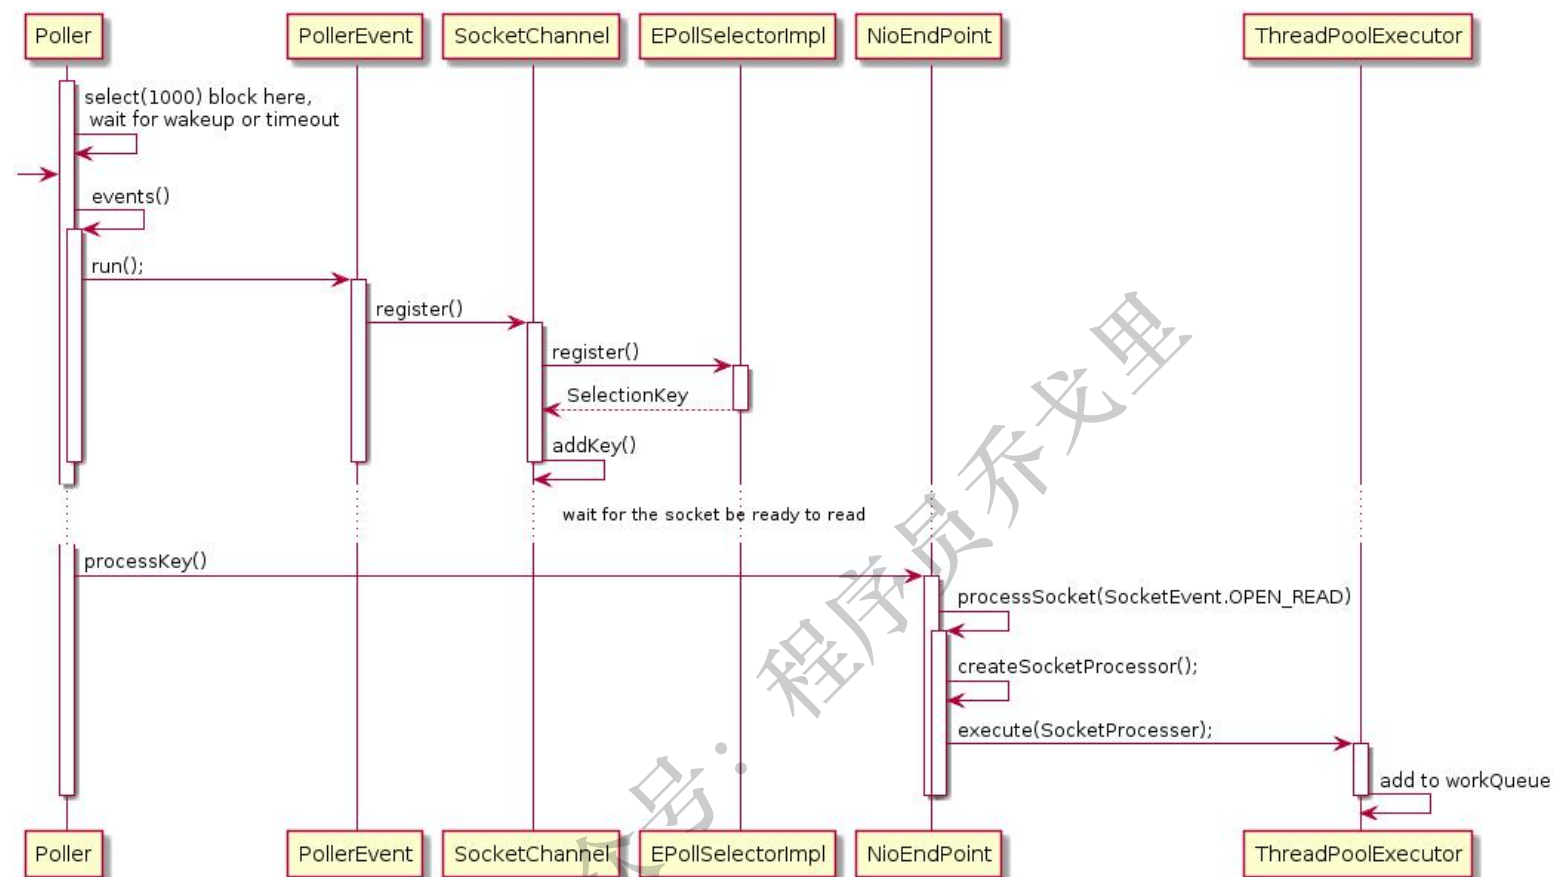 Poller PollerEvent SocketChannel EPollSelectorImpl NioEndPoint ThreadPoolExecutor
select(1000) block here,
wait for wakeup or timeout
events()
run();
register()
register()
SelectionKey
addKey()
wait for the socket be ready to read
processKey()
processSocket(SocketEvent.OPEN_READ)
createSocketProcessor();
execute(SocketProcesser);
add to workQueue
Poller PollerEvent SocketChannel EPollSelectorImpl NioEndPoint ThreadPoolExecutor
众号：程序员乔戈里